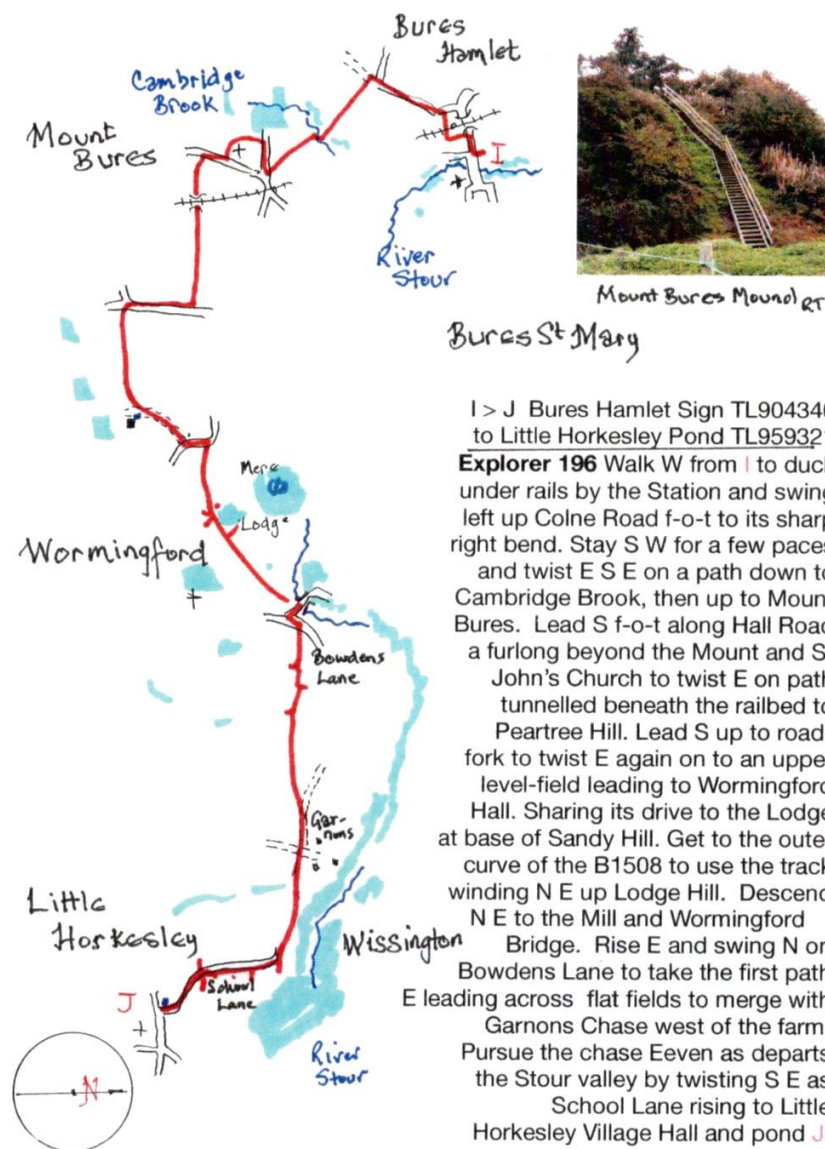 Bures
Hamlet
Cambridge
Brook
Mount
Bures
I
River
Stour
Mount Bures Mound RT
Bures St Mary
I > J Bures Hamlet Sign TL904340
to Little Horkesley Pond TL95932
Explorer 196 Walk W from I to duck
under rails by the Station and swing
left up Colne Road f-o-t to its sharp
right bend. Stay S W for a few paces
and twist E S E on a path down to
Cambridge Brook, then up to Moun
Bures. Lead S f-o-t along Hall Road
a furlong beyond the Mount and S
John's Church to twist E on path
tunnelled beneath the railbed to
Peartree Hill. Lead S up to road
fork to twist E again on to an uppe
level-field leading to Wormingford
Hall. Sharing its drive to the Lodge
at base of Sandy Hill. Get to the oute
curve of the B1508 to use the track
winding N E up Lodge Hill. Descend
N E to the Mill and Wormingford
Bridge. Rise E and swing N on
Bowdens Lane to take the first path
E leading across flat fields to merge with
Garnons Chase west of the farm.
Pursue the chase Eeven as departs
the Stour valley by twisting S E as
School Lane rising to Little
Horkesley Village Hall and pond J
Mere
Lodge
Wormingford
Bowdens
Lane
Gar-
nons
Little
Horkesley
Wissington
School
Lane
J
River
Stour
N